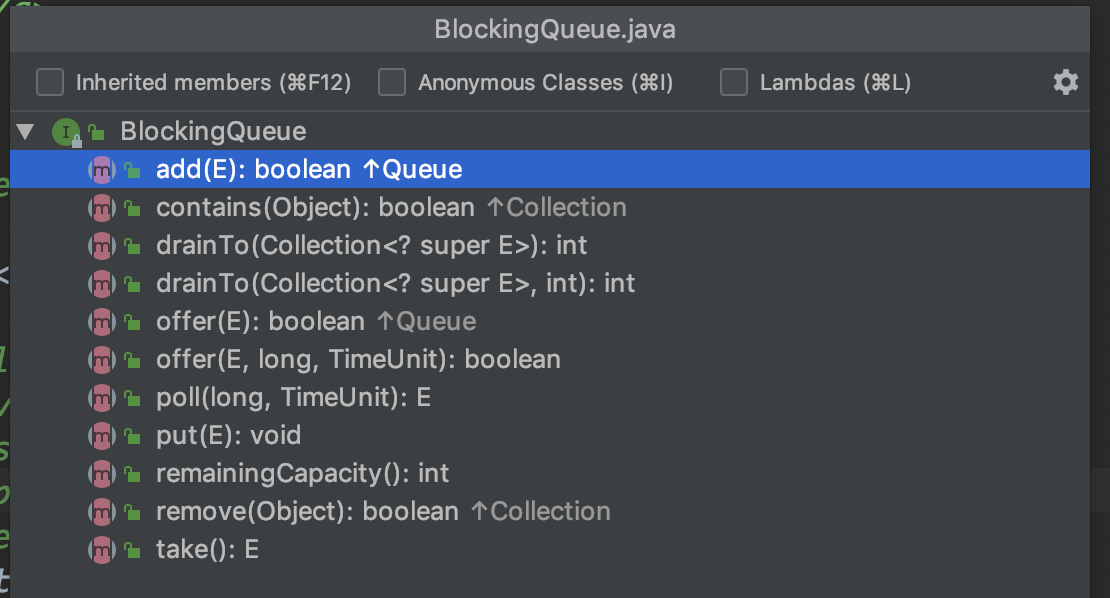 BlockingQueue.java
Inherited members (⌘F12) Anonymous Classes (⌘I) Lambdas (⌘L)
I BlockingQueue
m add(E): boolean ↑Queue
m contains(Object): boolean ↑Collection
m drainTo(Collection<? super E>): int
m drainTo(Collection<? super E>, int): int
m offer(E): boolean ↑Queue
m offer(E, long, TimeUnit): boolean
m poll(long, TimeUnit): E
m put(E): void
m remainingCapacity(): int
m remove(Object): boolean ↑Collection
m take(): E